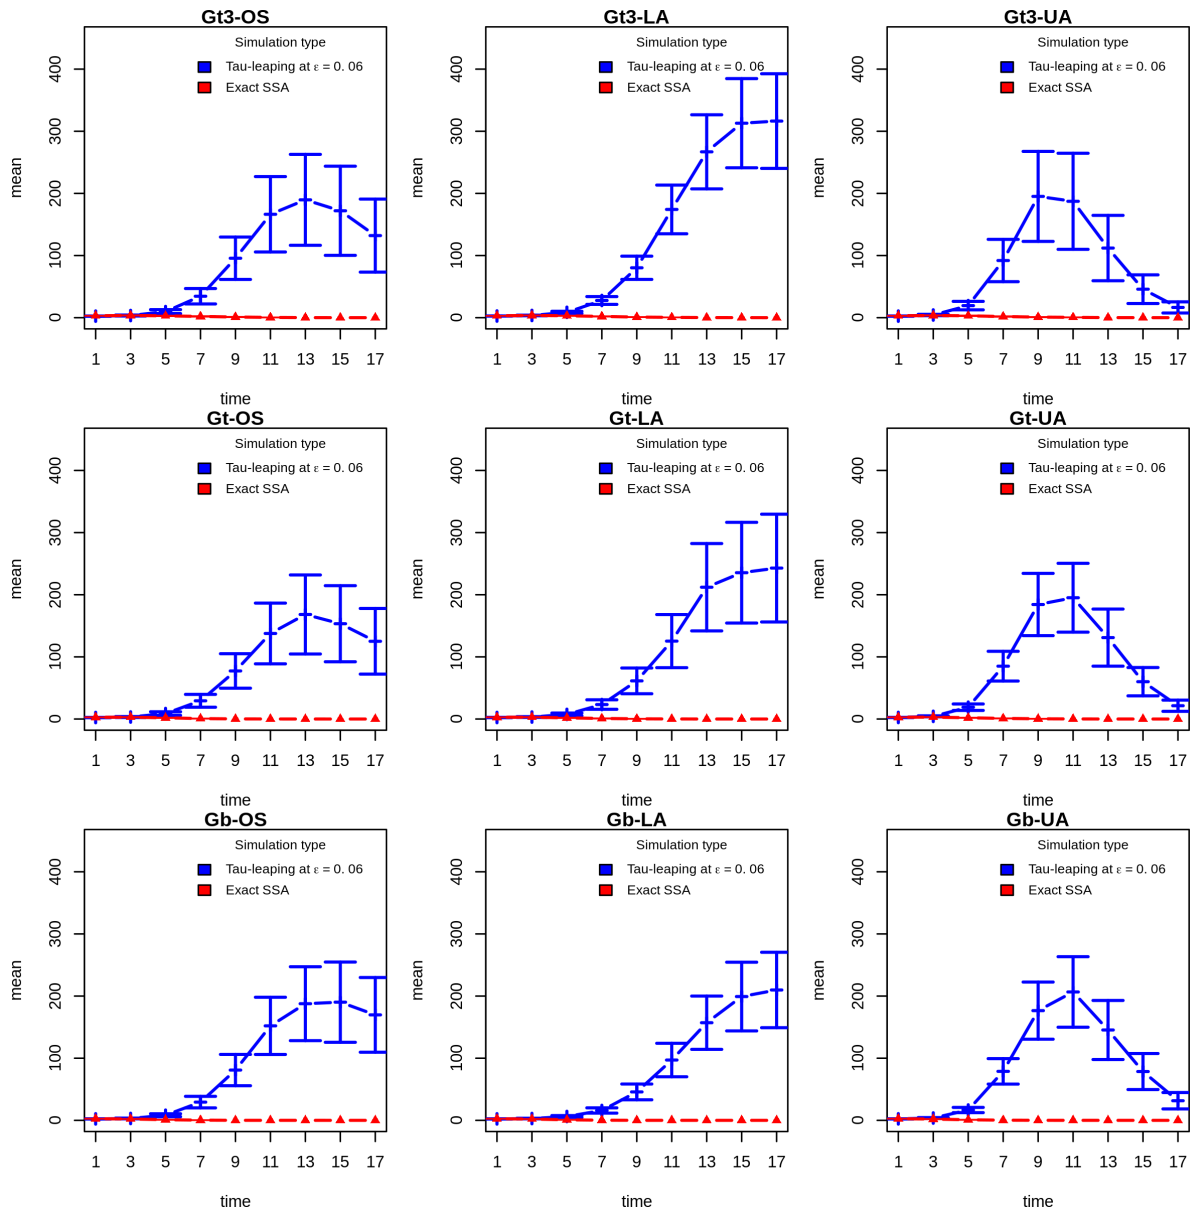 Gt3-OS
Simulation type
Tau-leaping at ε = 0. 06
Exact SSA
mean
400
300
200
100
0
1 3 5 7 9 11 13 15 17
time
Gt3-LA
Simulation type
Tau-leaping at ε = 0. 06
Exact SSA
mean
400
300
200
100
0
1 3 5 7 9 11 13 15 17
time
Gt3-UA
Simulation type
Tau-leaping at ε = 0. 06
Exact SSA
mean
400
300
200
100
0
1 3 5 7 9 11 13 15 17
time
Gt-OS
Simulation type
Tau-leaping at ε = 0. 06
Exact SSA
mean
400
300
200
100
0
1 3 5 7 9 11 13 15 17
time
Gt-LA
Simulation type
Tau-leaping at ε = 0. 06
Exact SSA
mean
400
300
200
100
0
1 3 5 7 9 11 13 15 17
time
Gt-UA
Simulation type
Tau-leaping at ε = 0. 06
Exact SSA
mean
400
300
200
100
0
1 3 5 7 9 11 13 15 17
time
Gb-OS
Simulation type
Tau-leaping at ε = 0. 06
Exact SSA
mean
400
300
200
100
0
1 3 5 7 9 11 13 15 17
time
Gb-LA
Simulation type
Tau-leaping at ε = 0. 06
Exact SSA
mean
400
300
200
100
0
1 3 5 7 9 11 13 15 17
time
Gb-UA
Simulation type
Tau-leaping at ε = 0. 06
Exact SSA
mean
400
300
200
100
0
1 3 5 7 9 11 13 15 17
time